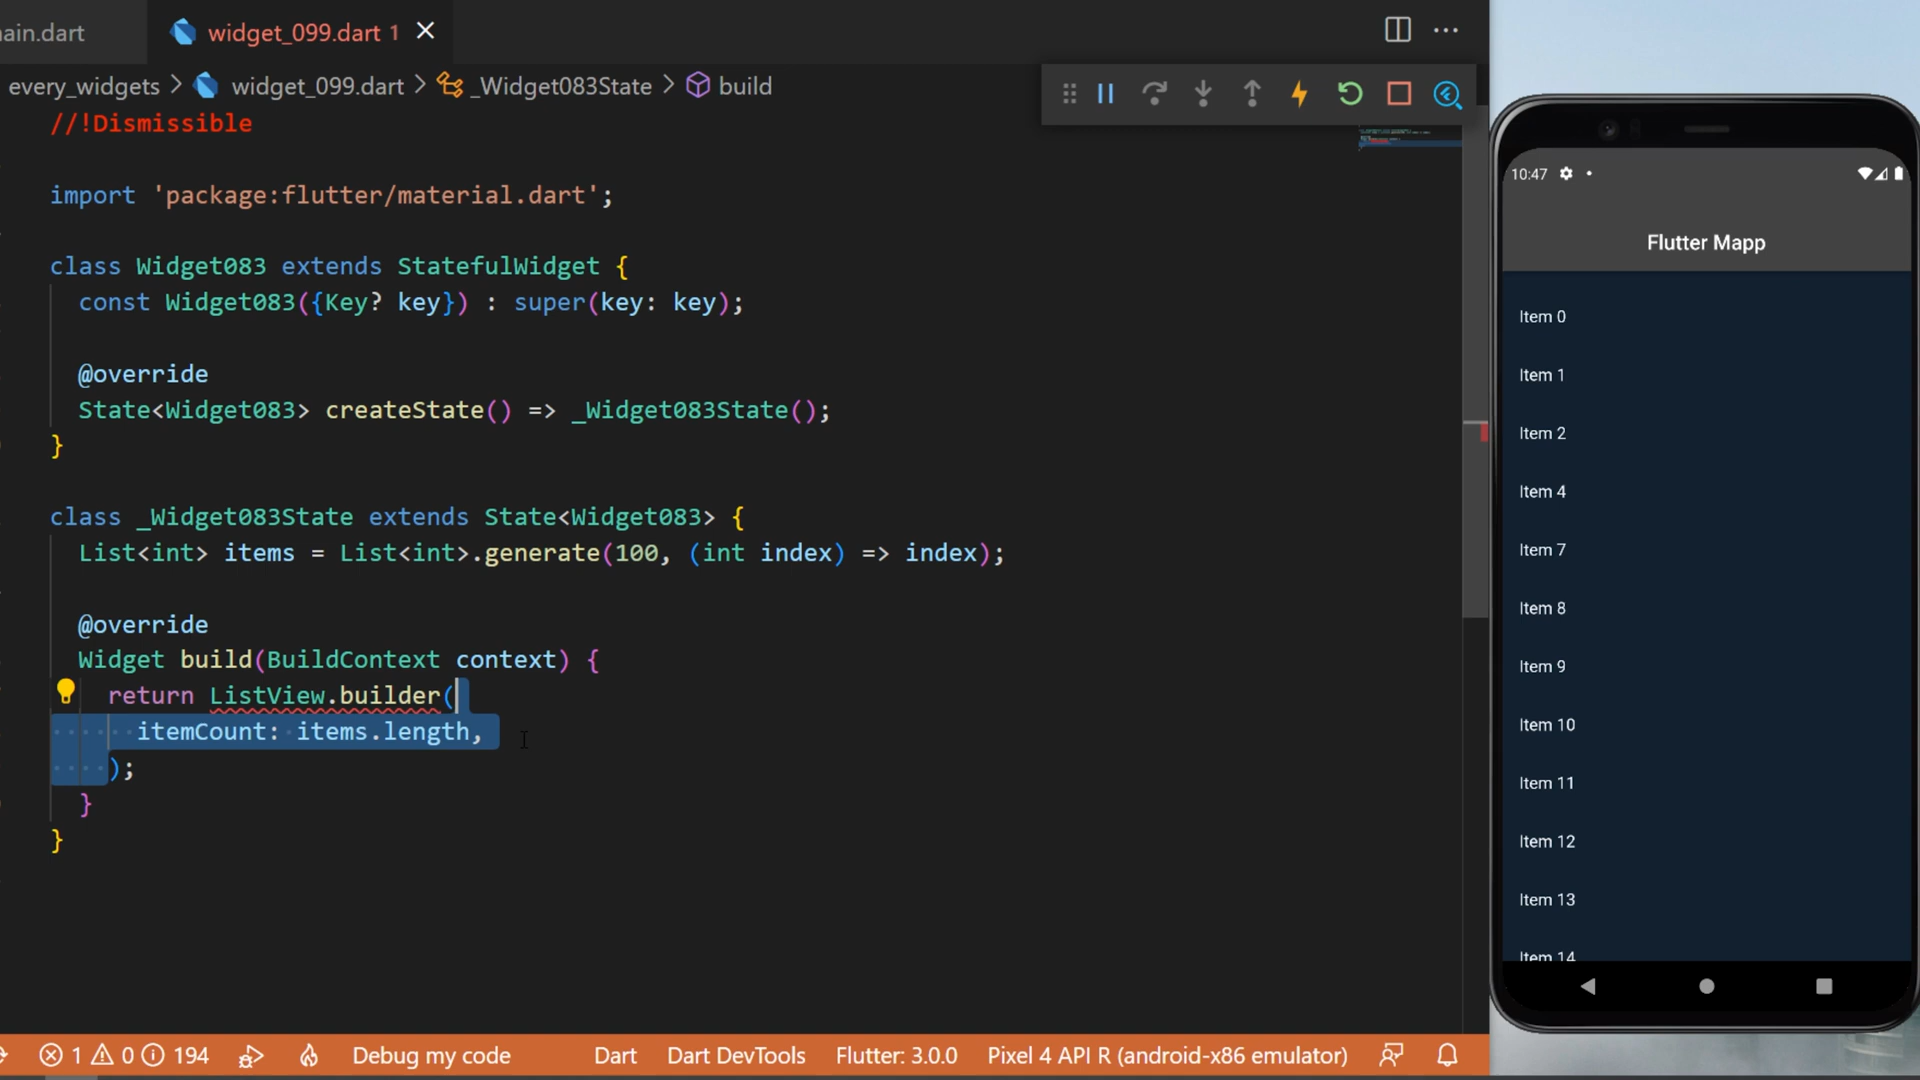 ain.dart
widget_099.dart 1
every_widgets > widget_099.dart > _Widget083State > build
//!Dismissible
import 'package:flutter/material.dart';
class Widget083 extends StatefulWidget {
const Widget083({Key? key}) : super(key: key);
@override
State<Widget083> createState() => _Widget083State();
}
class _Widget083State extends State<Widget083> {
List<int> items = List<int>.generate(100, (int index) => index);
@override
Widget build(BuildContext context) {
return ListView.builder(
itemCount: items.length,
);
}
}
1 0 194 Debug my code Dart Dart DevTools Flutter: 3.0.0 Pixel 4 API R (android-x86 emulator)
10:47
Flutter Mapp
Item 0
Item 1
Item 2
Item 4
Item 7
Item 8
Item 9
Item 10
Item 11
Item 12
Item 13
Item 14